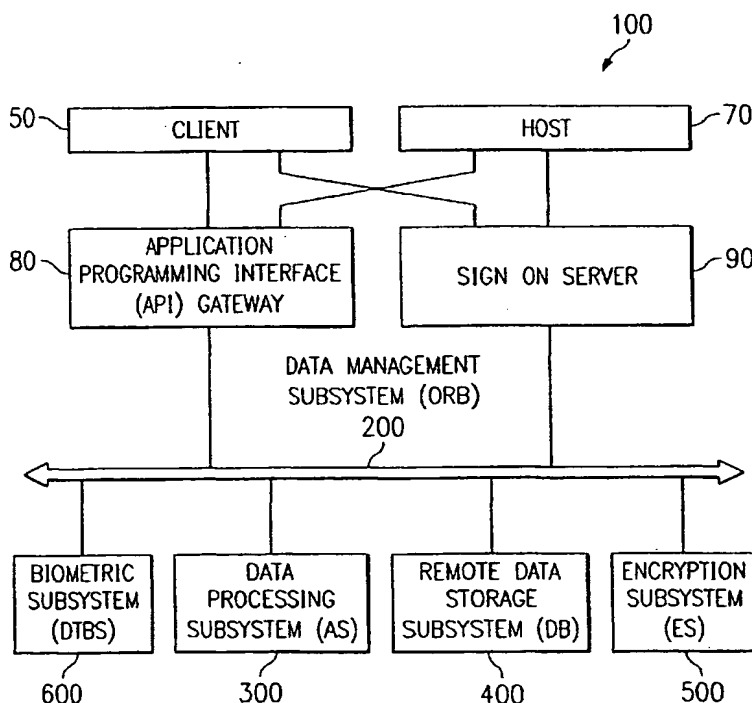 100
50
CLIENT
HOST
70
80
APPLICATION
PROGRAMMING INTERFACE
(API) GATEWAY
SIGN ON SERVER
90
DATA MANAGEMENT
SUBSYSTEM (ORB)
200
BIOMETRIC
SUBSYSTEM
(DTBS)
DATA
PROCESSING
SUBSYSTEM (AS)
REMOTE DATA
STORAGE
SUBSYSTEM (DB)
ENCRYPTION
SUBSYSTEM
(ES)
600
300
400
500